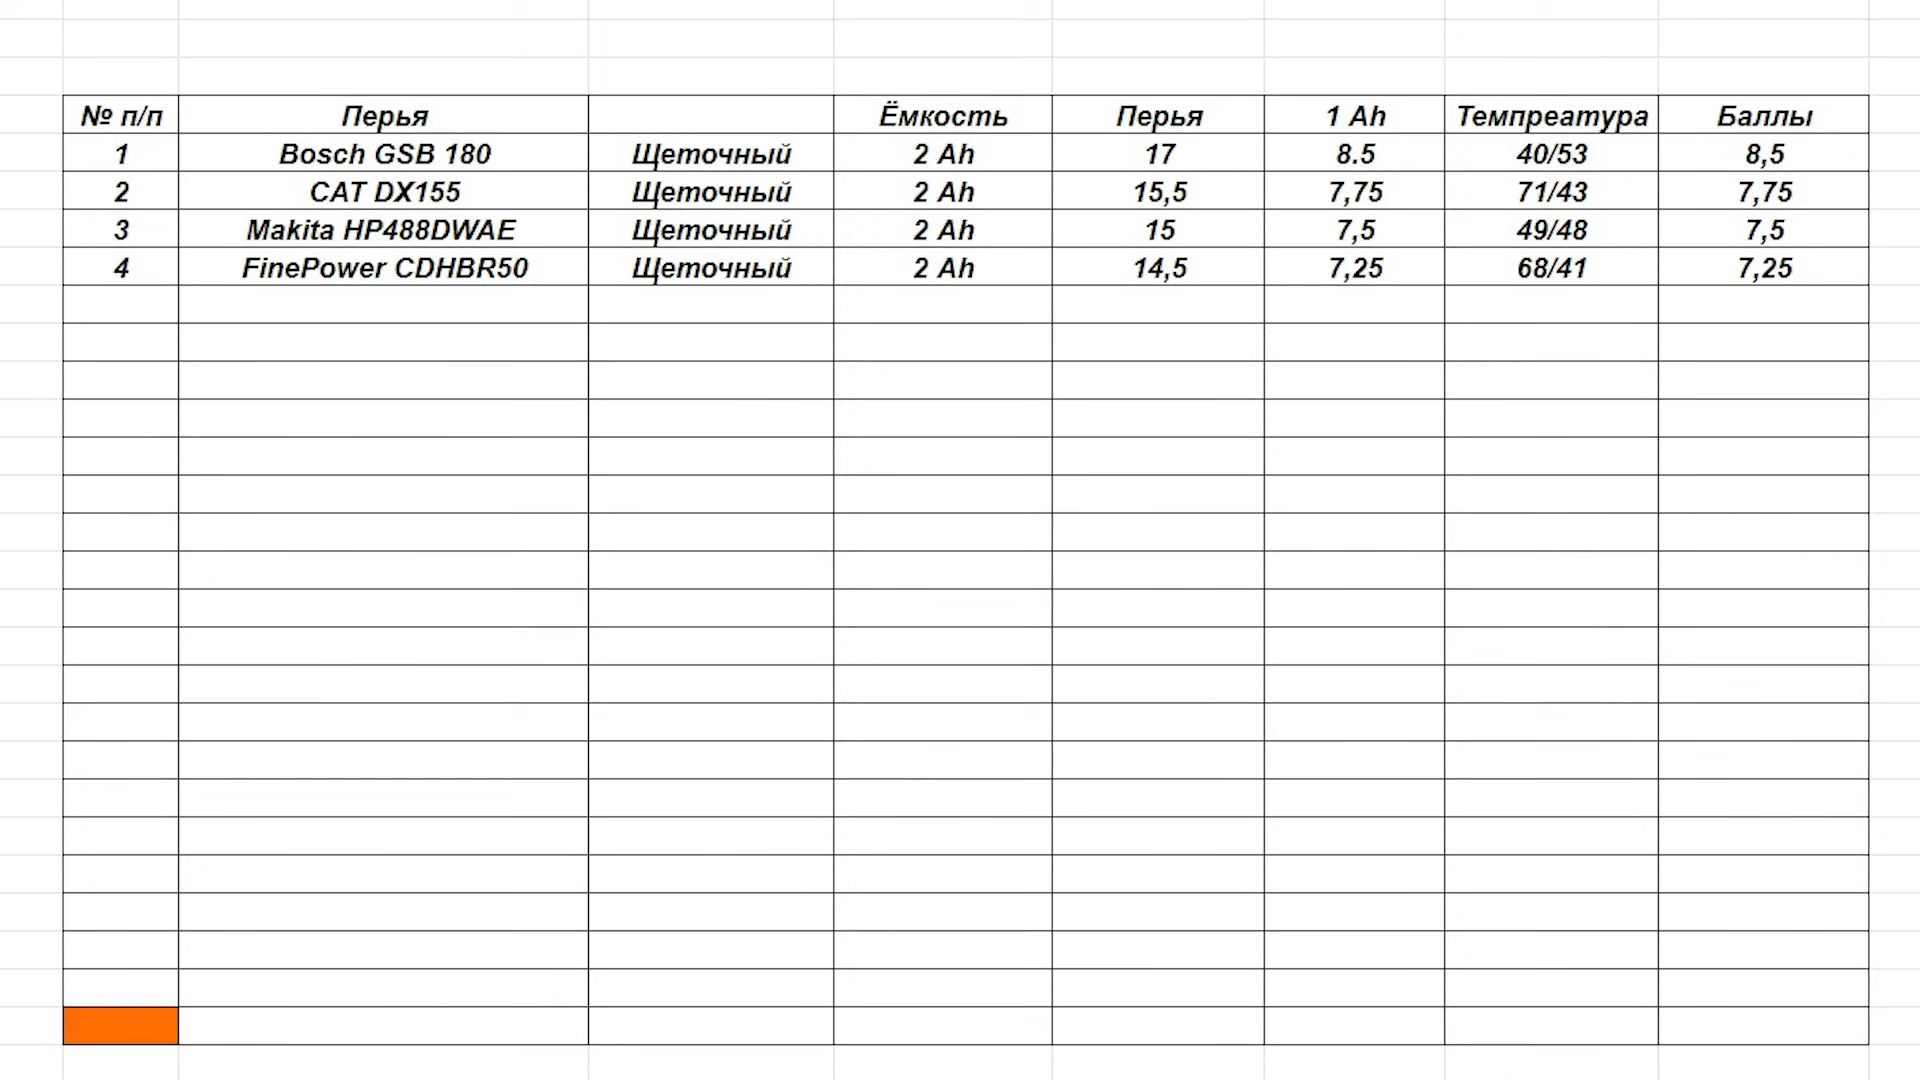 № п/п Перья Ёмкость Перья 1 Ah Темпреатура Баллы
1 Bosch GSB 180 Щеточный 2 Ah 17 8.5 40/53 8,5
2 CAT DX155 Щеточный 2 Ah 15,5 7,75 71/43 7,75
3 Makita HP488DWAE Щеточный 2 Ah 15 7,5 49/48 7,5
4 FinePower CDHBR50 Щеточный 2 Ah 14,5 7,25 68/41 7,25